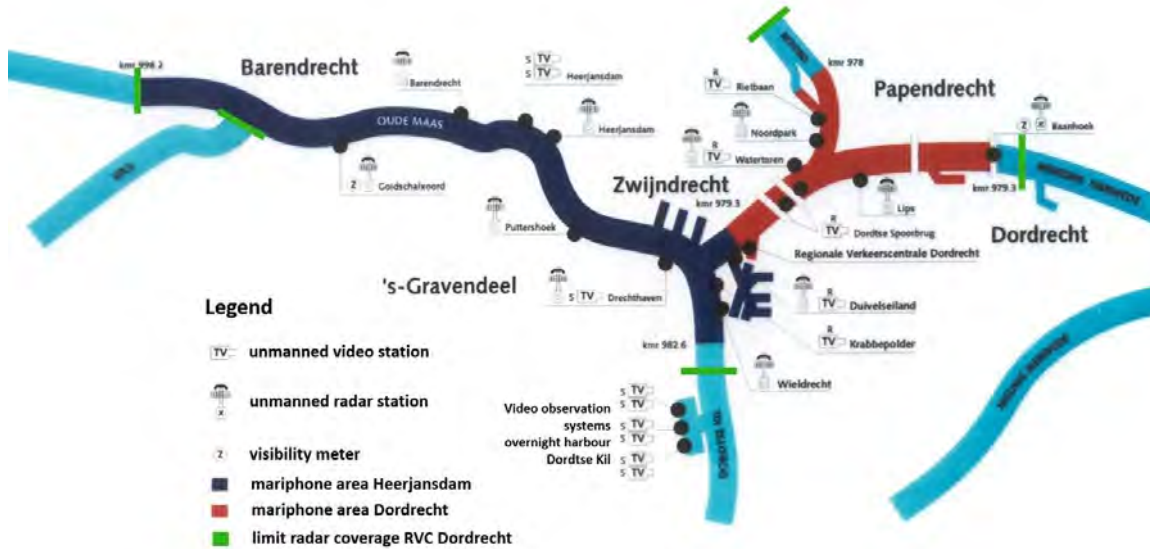 kmr 998 2
Barendrecht
Barendrecht
S TV
S TV Heerjansdam
OUDE MAAS
Heerjansdam
Z Goidschalxoord
Puttershoek
Zwijndrecht
kmr 979.3
's-Gravendeel
S TV Drechthaven
kmr 978
R
TV Rietbaan
Noordpark
R
TV Watertoren
Papendrecht
Z X Baanhoek
kmr 979.3
Lips
R
TV Dordtse Spoorbrug
Dordrecht
Regionale Verkeerscentrale Dordrecht
R
TV Duivelseiland
R
TV Krabbepolder
Wieldrecht
kmr 982.6
DORDTSE KIL
S TV
S TV
Video observation
systems
S TV
overnight harbour
S TV
Dordtse Kil
S TV
S TV
Legend
TV unmanned video station
X unmanned radar station
Z visibility meter
mariphone area Heerjansdam
mariphone area Dordrecht
limit radar coverage RVC Dordrecht